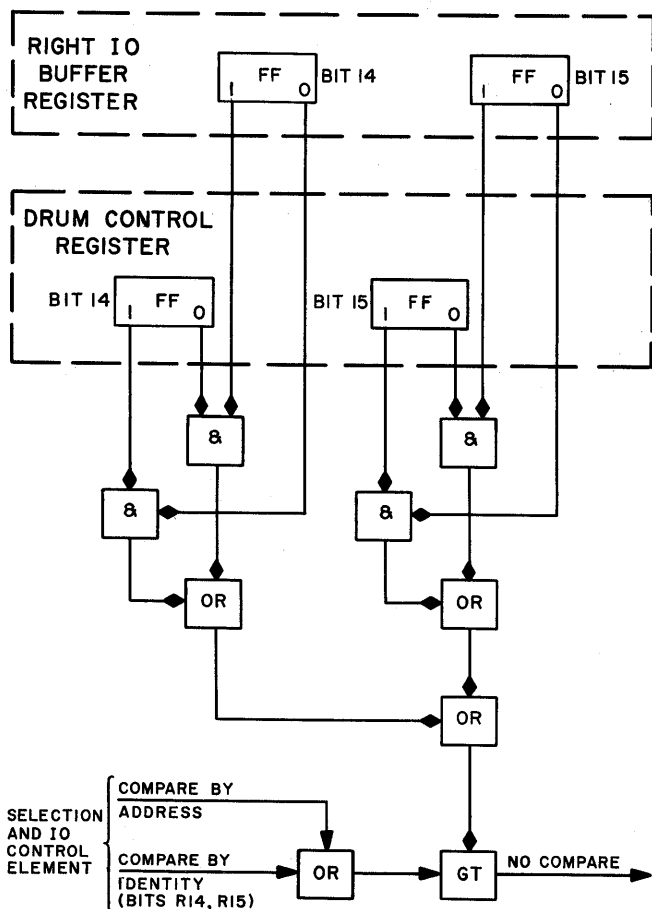 RIGHT IO
BUFFER
REGISTER
FF
1 0
BIT 14
FF
1 0
BIT 15
DRUM CONTROL
REGISTER
BIT 14
FF
1 0
BIT 15
FF
1 0
&
&
&
&
OR
OR
OR
SELECTION
AND IO
CONTROL
ELEMENT
COMPARE BY
ADDRESS
COMPARE BY
IDENTITY
(BITS R14, R15)
OR
GT
NO COMPARE